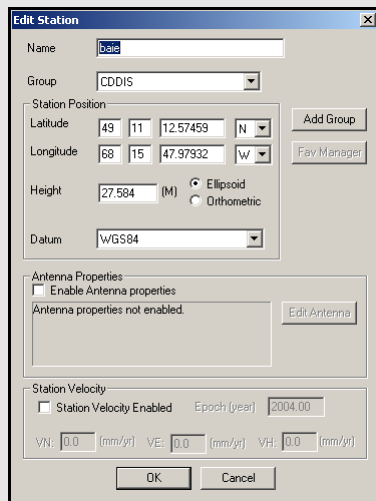 Edit Station
Name baie
Group CDDIS
Station Position
Latitude 49 11 12.57459 N
Longitude 68 15 47.97932 W
Add Group
Fav Manager
Height 27.584 (M) Ellipsoid
Orthometric
Datum WGS84
Antenna Properties
Enable Antenna properties
Antenna properties not enabled.
Edit Antenna
Station Velocity
Station Velocity Enabled Epoch (year) 2004.00
VN: 0.0 (mm/yr) VE: 0.0 (mm/yr) VH: 0.0 (mm/yr)
OK Cancel